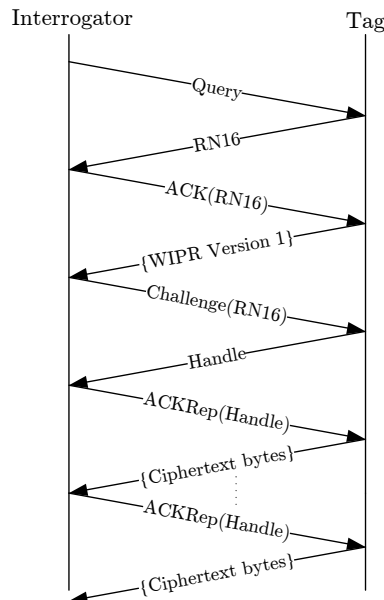 Interrogator
Tag
Query
RN16
ACK(RN16)
{WIPR Version 1}
Challenge(RN16)
Handle
ACKRep(Handle)
{Ciphertext bytes}
ACKRep(Handle)
{Ciphertext bytes}